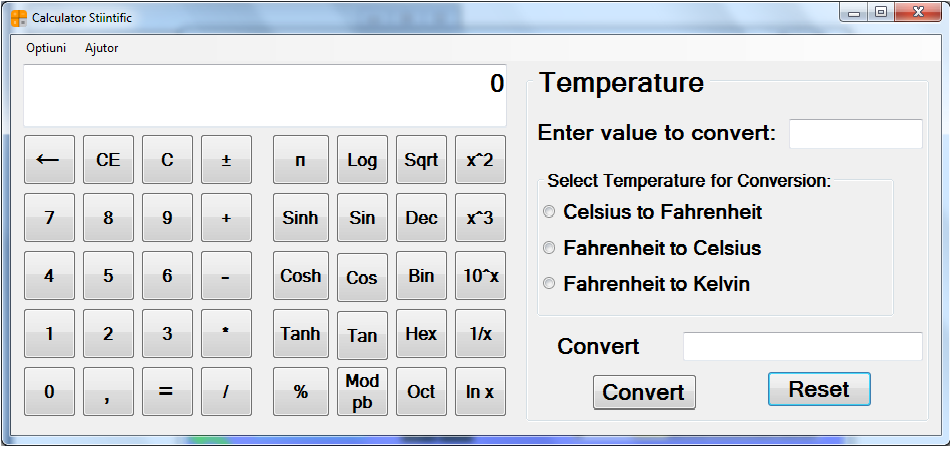 Calculator Stiintific
Optiuni Ajutor
0
← CE C ± п Log Sqrt x^2
7 8 9 + Sinh Sin Dec x^3
4 5 6 - Cosh Cos Bin 10^x
1 2 3 * Tanh Tan Hex 1/x
0 , = / % Mod pb Oct ln x
Temperature
Enter value to convert:
Select Temperature for Conversion:
Celsius to Fahrenheit
Fahrenheit to Celsius
Fahrenheit to Kelvin
Convert
Convert Reset